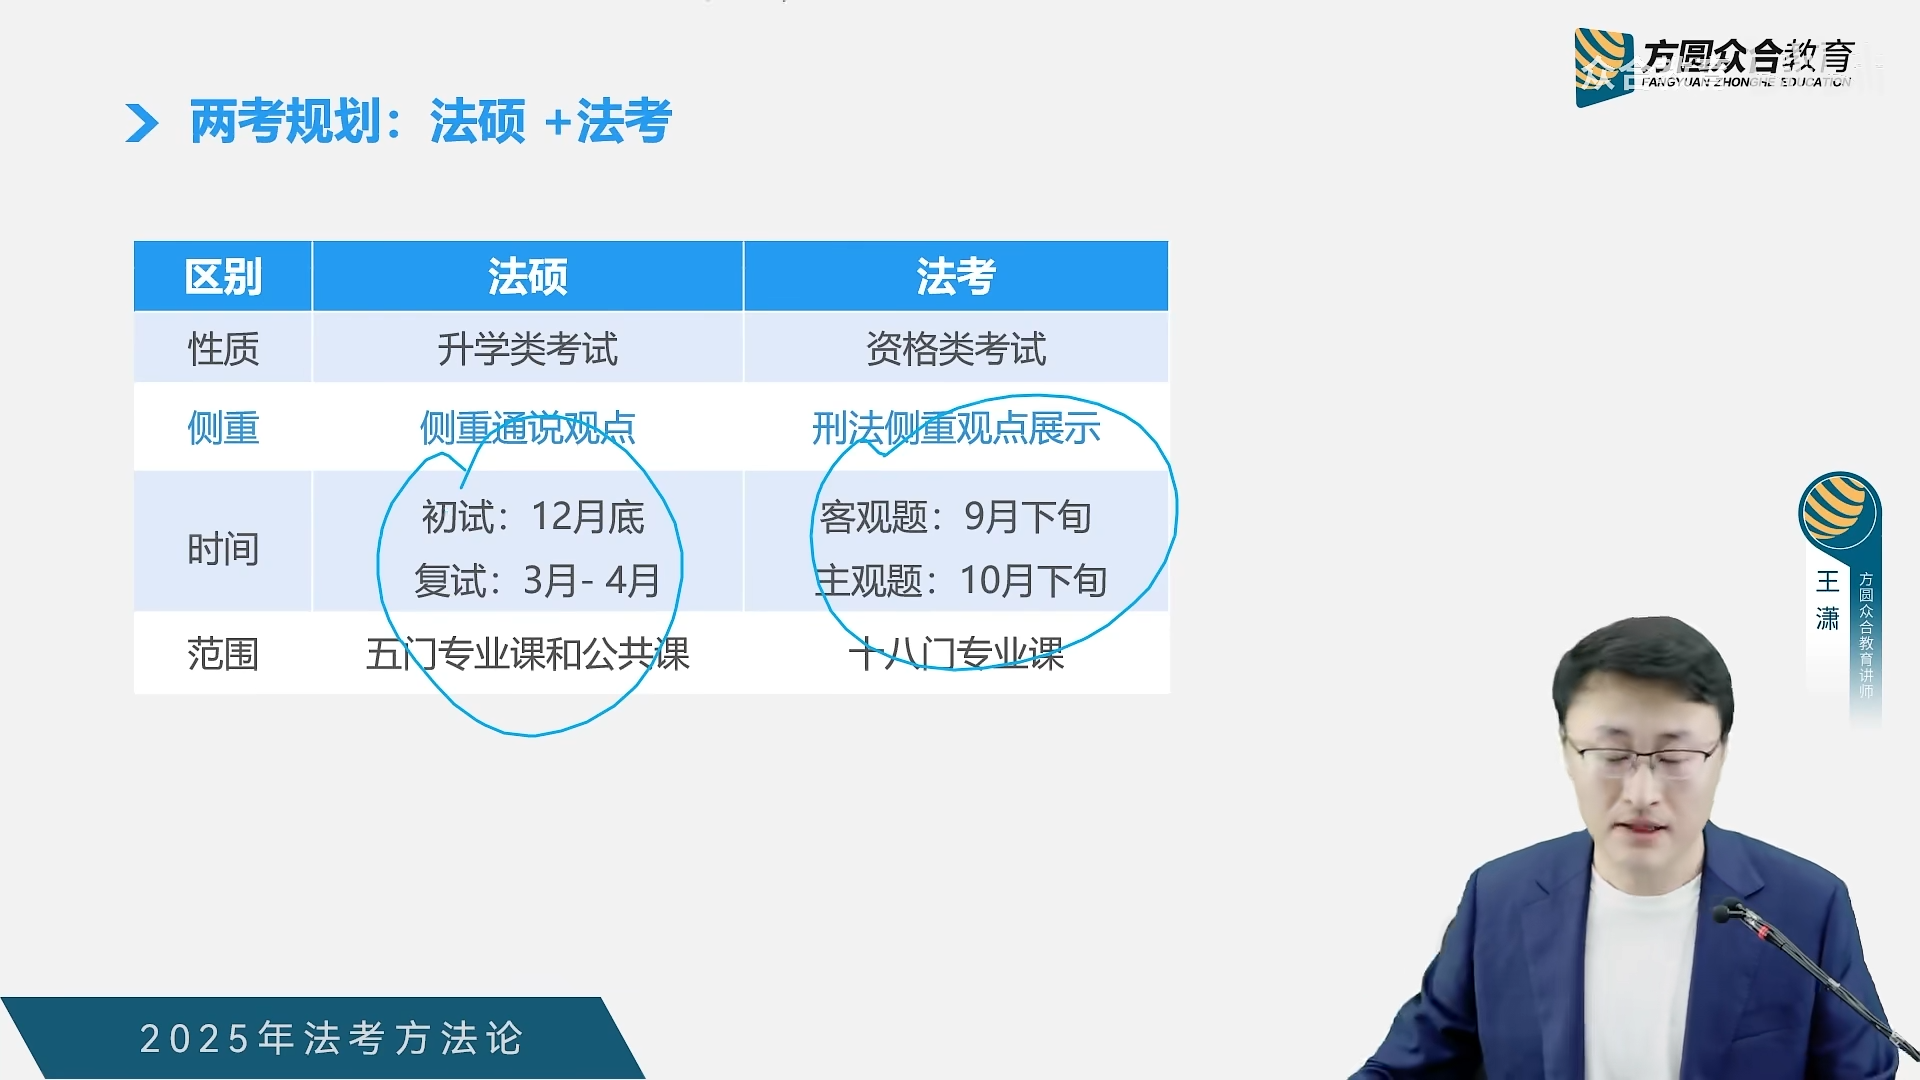 方圆众合教育
FANGYUAN ZHONGHE EDUCATION
两考规划：法硕 +法考
区别 法硕 法考
性质 升学类考试 资格类考试
侧重 侧重通说观点 刑法侧重观点展示
时间 初试：12月底 客观题：9月下旬
复试：3月- 4月 主观题：10月下旬
范围 五门专业课和公共课 十八门专业课
王潇
方圆众合教育讲师
2025年法考方法论